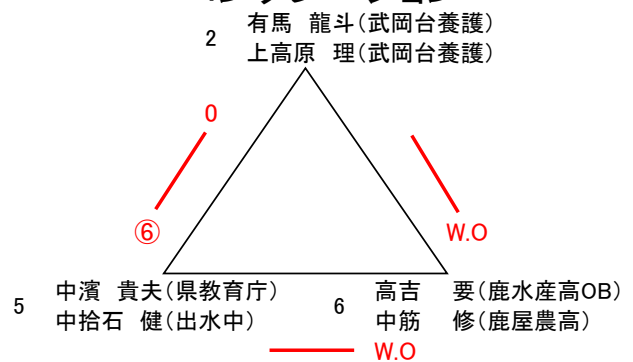 2 有馬 龍斗(武岡台養護)
上高原 理(武岡台養護)
0
⑥
W.O
5 中濱 貴夫(県教育庁)
中拾石 健(出水中)
6 高吉 要(鹿水産高OB)
中筋 修(鹿屋農高)
W.O